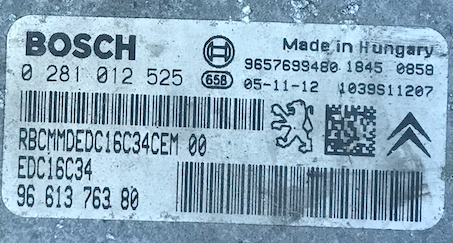 BOSCH
Made in Hungary
9657699480 1845 0858
0 281 012 525
658
05-11-12 1039S11207
RBCMMDEDC16C34CEM 00
EDC16C34
96 613 763 80